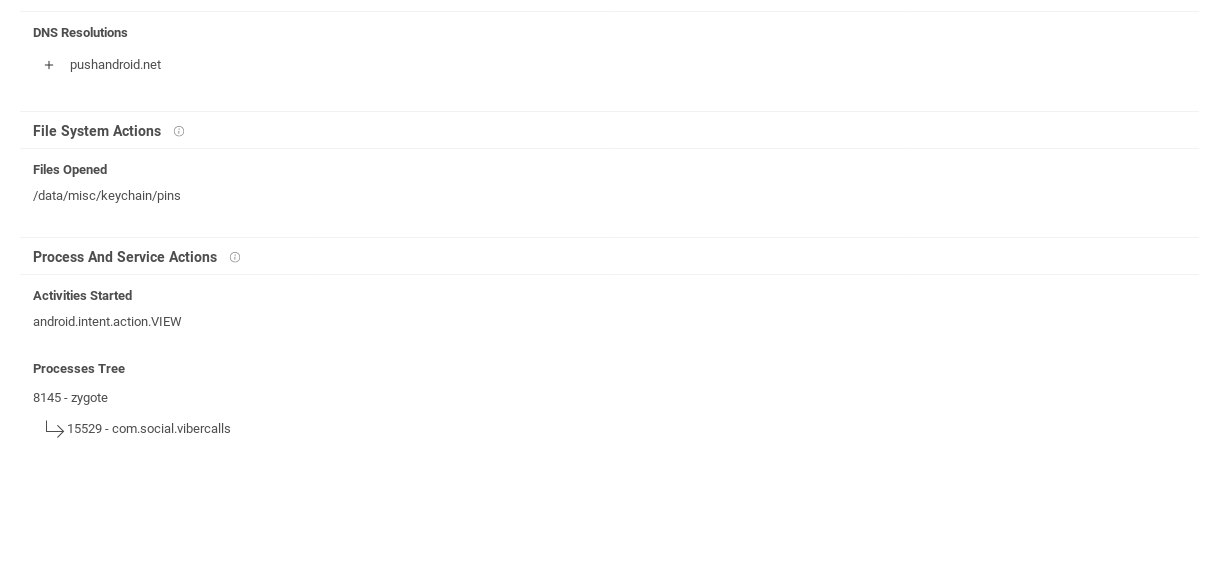 DNS Resolutions
+ pushandroid.net
File System Actions
Files Opened
/data/misc/keychain/pins
Process And Service Actions
Activities Started
android.intent.action.VIEW
Processes Tree
8145 - zygote
15529 - com.social.vibercalls